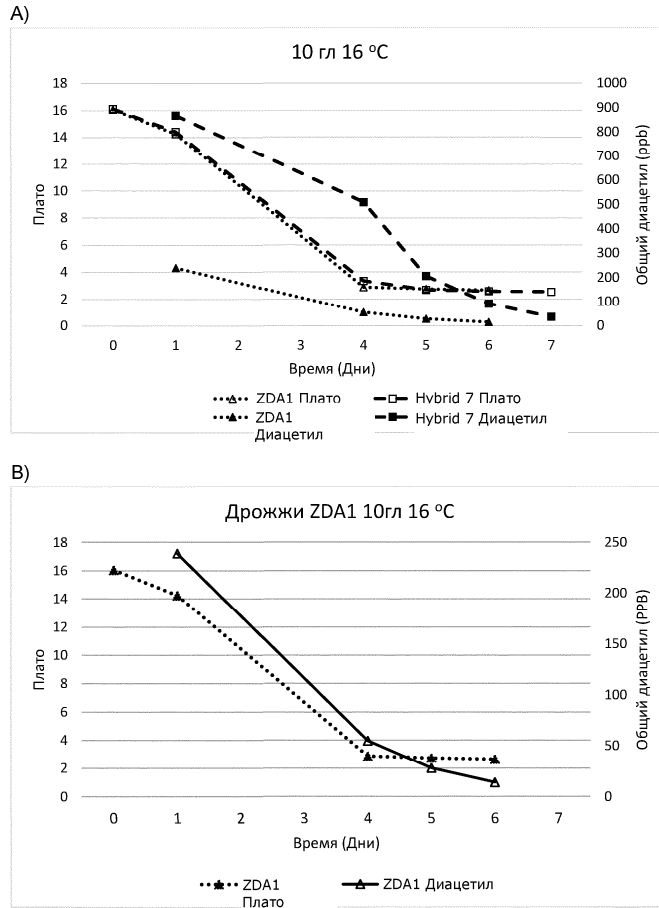 A)
10 гл 16 °C
18
16
14
12
10
8
6
4
2
0
Плато
1000
900
800
700
600
500
400
300
200
100
0
Общий диацетил (ppb)
0 1 2 3 4 5 6 7
Время (Дни)
ZDA1 Плато
Hybrid 7 Плато
ZDA1
Диацетил
Hybrid 7 Диацетил
B)
Дрожжи ZDA1 10гл 16 °C
18
16
14
12
10
8
6
4
2
0
Плато
250
200
150
100
50
0
Общий диацетил (PPB)
0 1 2 3 4 5 6 7
Время (Дни)
ZDA1
Плато
ZDA1 Диацетил